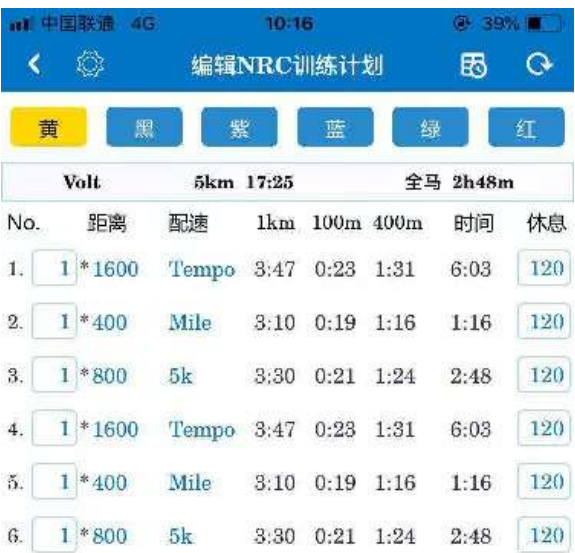 中国联通 4G 10:16 39%
编辑NRC训练计划
黄 黑 紫 蓝 绿 红
Volt 5km 17:25 全马 2h48m
No. 距离 配速 1km 100m 400m 时间 休息
1. 1 *1600 Tempo 3:47 0:23 1:31 6:03 120
2. 1 *400 Mile 3:10 0:19 1:16 1:16 120
3. 1 *800 5k 3:30 0:21 1:24 2:48 120
4. 1 *1600 Tempo 3:47 0:23 1:31 6:03 120
5. 1 *400 Mile 3:10 0:19 1:16 1:16 120
6. 1 *800 5k 3:30 0:21 1:24 2:48 120